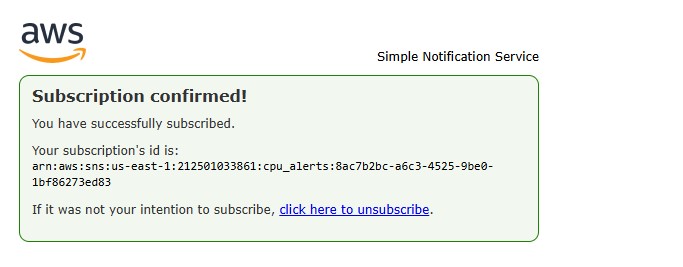 aws
Simple Notification Service
Subscription confirmed!
You have successfully subscribed.
Your subscription's id is:
arn:aws:sns:us-east-1:212501033861:cpu_alerts:8ac7b2bc-a6c3-4525-9be0-
1bf86273ed83
If it was not your intention to subscribe, click here to unsubscribe.